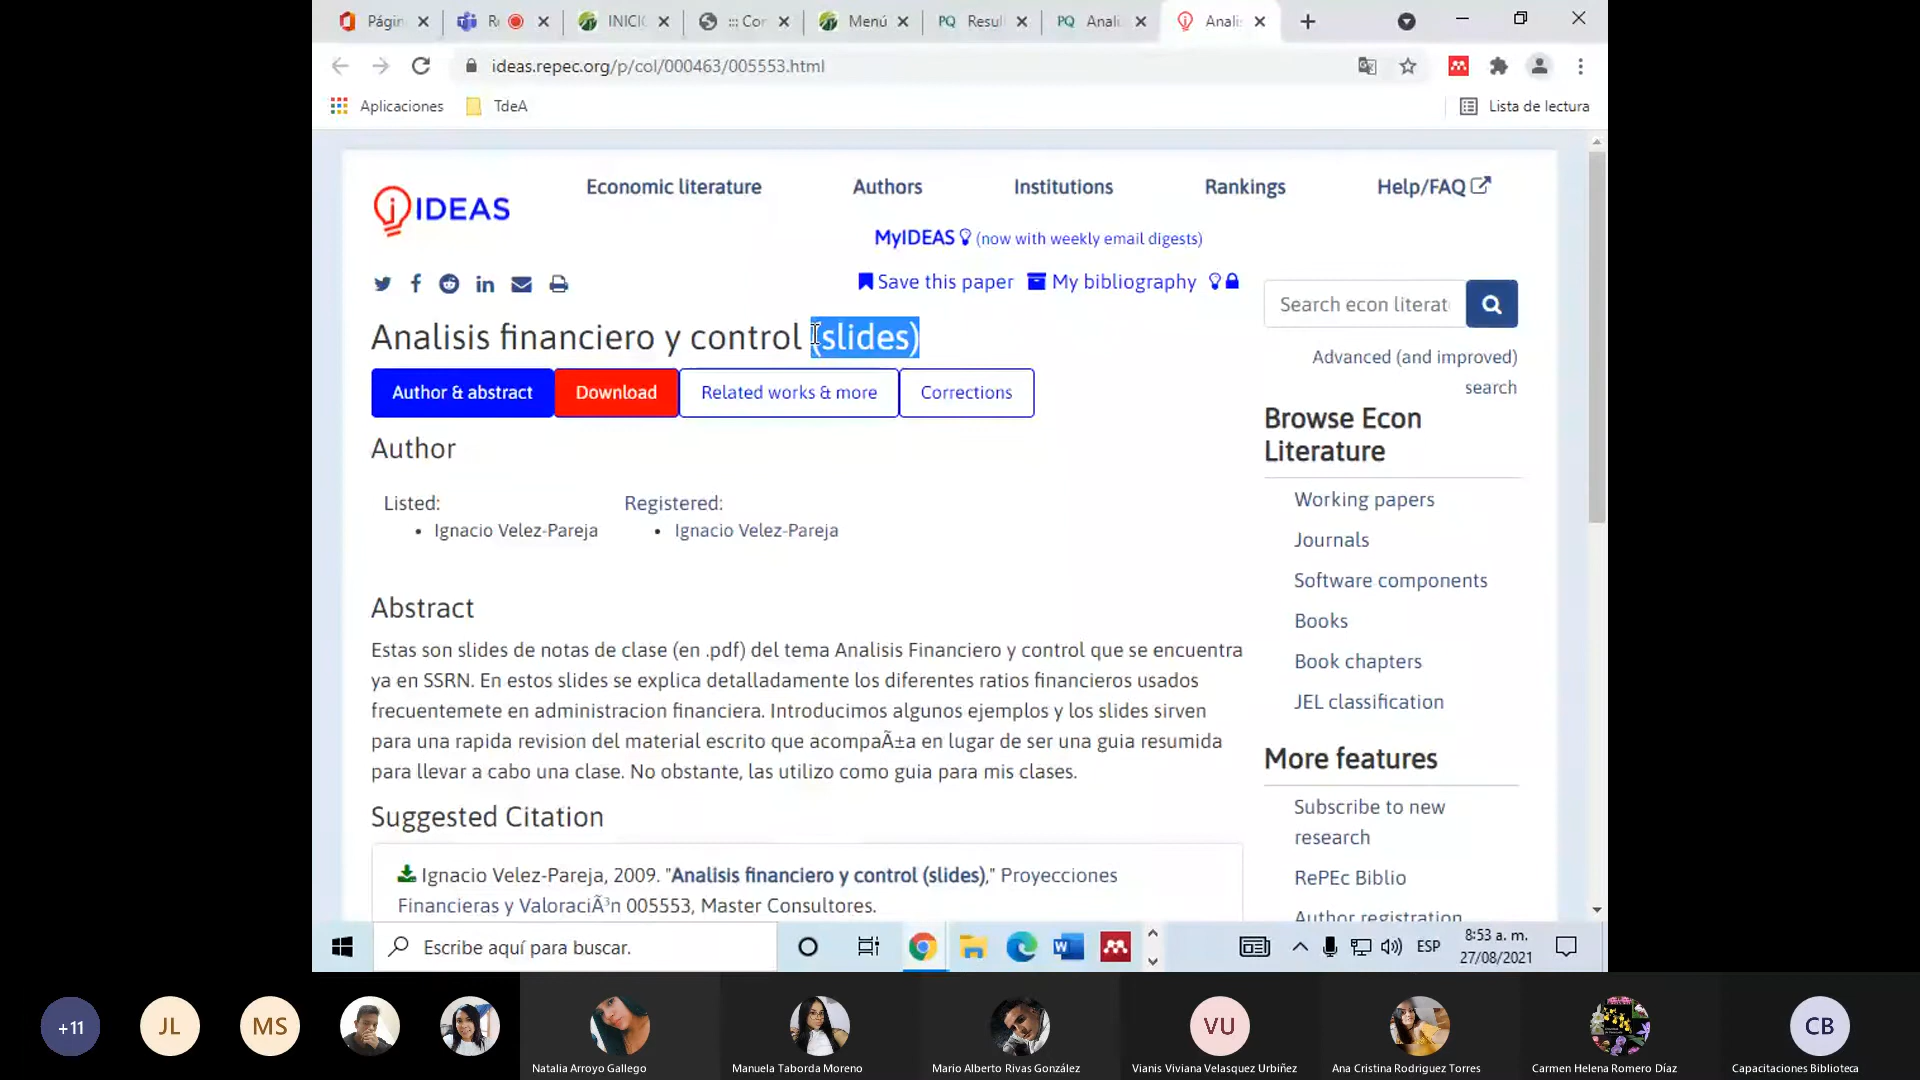 Págin
R
INICI
::: Cor
Menú
PQ Resul
PQ Anali
Anali
ideas.repec.org/p/col/000463/005553.html
Aplicaciones
TdeA
Lista de lectura
IDEAS
Economic literature
Authors
Institutions
Rankings
Help/FAQ
MyIDEAS (now with weekly email digests)
Save this paper
My bibliography
Search econ literat
Advanced (and improved)
search
Analisis financiero y control (slides)
Author & abstract
Download
Related works & more
Corrections
Author
Listed:
• Ignacio Velez-Pareja
Registered:
• Ignacio Velez-Pareja
Abstract
Estas son slides de notas de clase (en .pdf) del tema Analisis Financiero y control que se encuentra
ya en SSRN. En estos slides se explica detalladamente los diferentes ratios financieros usados
frecuentemete en administracion financiera. Introducimos algunos ejemplos y los slides sirven
para una rapida revision del material escrito que acompaÃ±a en lugar de ser una guia resumida
para llevar a cabo una clase. No obstante, las utilizo como guia para mis clases.
Suggested Citation
Ignacio Velez-Pareja, 2009. "Analisis financiero y control (slides)," Proyecciones
Financieras y ValoraciÃ³n 005553, Master Consultores.
Browse Econ
Literature
Working papers
Journals
Software components
Books
Book chapters
JEL classification
More features
Subscribe to new
research
RePEc Biblio
Author registration
Escribe aquí para buscar.
ESP
8:53 a. m.
27/08/2021
+11
JL
MS
Natalia Arroyo Gallego
Manuela Taborda Moreno
Mario Alberto Rivas González
VU
Vianis Viviana Velasquez Urbiñez
Ana Cristina Rodriguez Torres
Carmen Helena Romero Díaz
CB
Capacitaciones Biblioteca